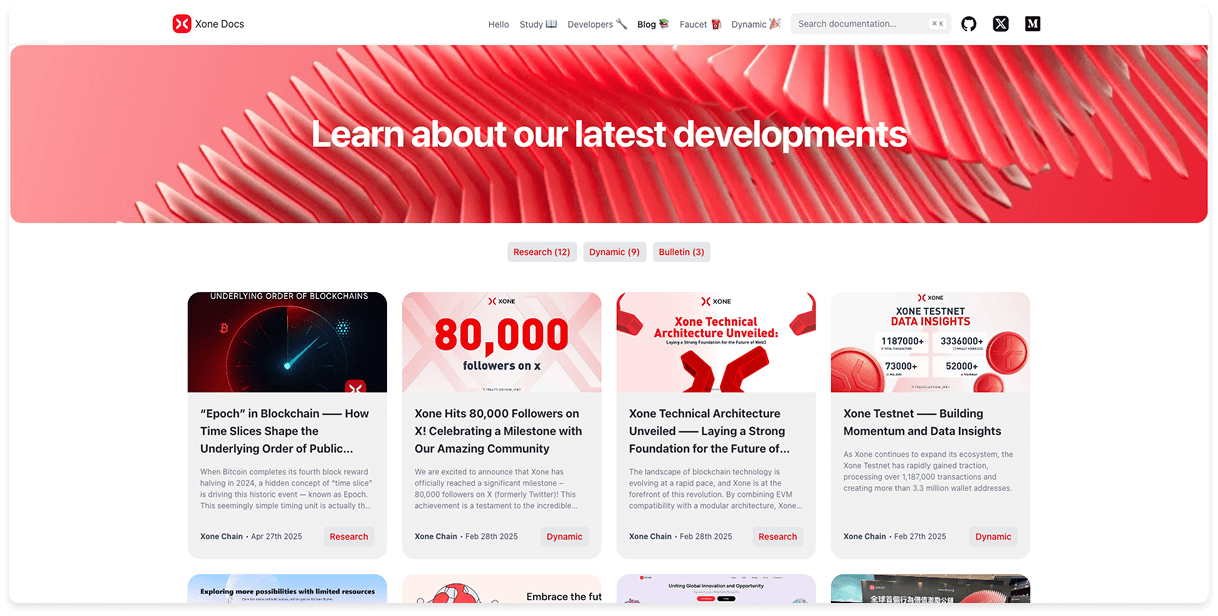 Xone Docs
Hello
Study
Developers
Blog
Faucet
Dynamic
Search documentation...
⌘ K
Learn about our latest developments
Research (12)
Dynamic (9)
Bulletin (3)
UNDERLYING ORDER OF BLOCKCHAINS
“Epoch” in Blockchain —— How
Time Slices Shape the
Underlying Order of Public...
When Bitcoin completes its fourth block reward
halving in 2024, a hidden concept of “time slice”
is driving this historic event — known as Epoch.
This seemingly simple timing unit is actually th...
Xone Chain • Apr 27th 2025
Research
XONE
80,000
followers on x
Xone Hits 80,000 Followers on
X! Celebrating a Milestone with
Our Amazing Community
We are excited to announce that Xone has
officially reached a significant milestone –
80,000 followers on X (formerly Twitter)! This
achievement is a testament to the incredible...
Xone Chain • Feb 28th 2025
Dynamic
XONE
Xone Technical
Architecture Unveiled:
Laying a Strong Foundation for the Future of Web3
Xone Technical Architecture
Unveiled —— Laying a Strong
Foundation for the Future of...
The landscape of blockchain technology is
evolving at a rapid pace, and Xone is at the
forefront of this revolution. By combining EVM
compatibility with a modular architecture, Xone...
Xone Chain • Feb 28th 2025
Research
XONE
XONE TESTNET
DATA INSIGHTS
1187000+
3336000+
73000+
52000+
Xone Testnet —— Building
Momentum and Data Insights
As Xone continues to expand its ecosystem, the
Xone Testnet has rapidly gained traction,
processing over 1,187,000 transactions and
creating more than 3.3 million wallet addresses.
Xone Chain • Feb 27th 2025
Dynamic
Exploring more possibilities with limited resources
Embrace the fut
Uniting Global Innovation and Opportunity
全球首個行為價值激勵公鏈